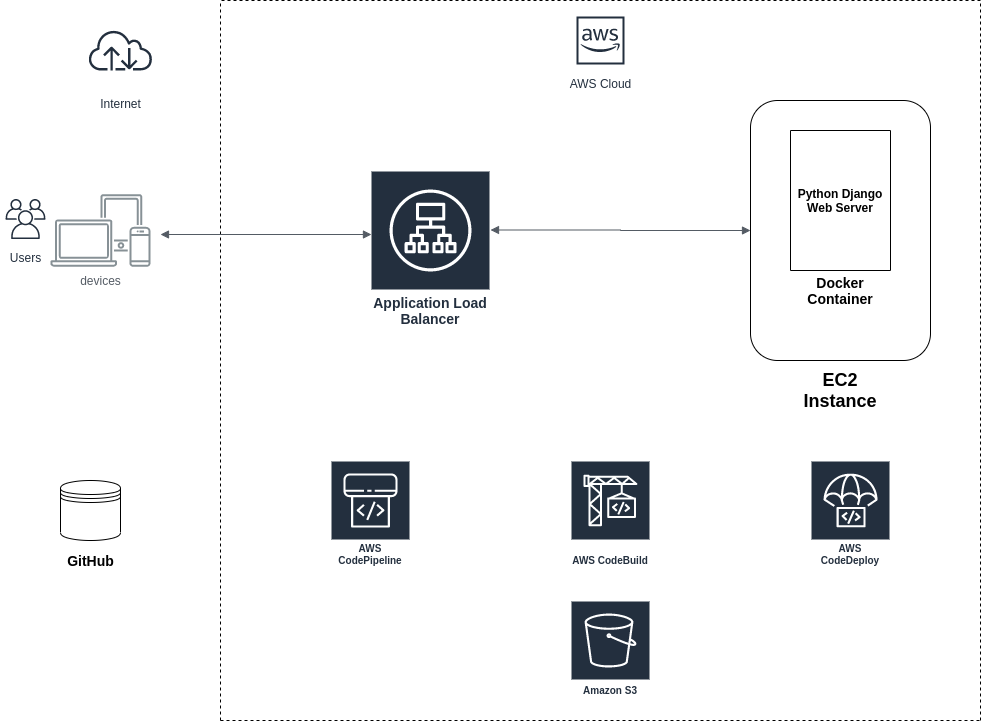 aws
AWS Cloud
Internet
Python Django
Web Server
Users
devices
Docker
Container
Application Load
Balancer
EC2
Instance
</>
</>
</>
AWS
CodePipeline
AWS CodeBuild
AWS
CodeDeploy
GitHub
Amazon S3